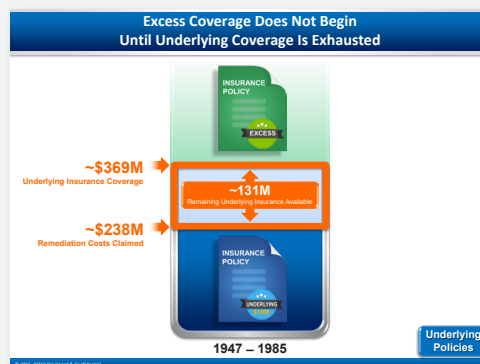 Excess Coverage Does Not Begin
Until Underlying Coverage Is Exhausted
INSURANCE
POLICY
EXCESS
~$369M
Underlying Insurance Coverage
~131M
Remaining Underlying Insurance Available
~$238M
Remediation Costs Claimed
INSURANCE
POLICY
UNDERLYING
1947 – 1985
Underlying
Policies